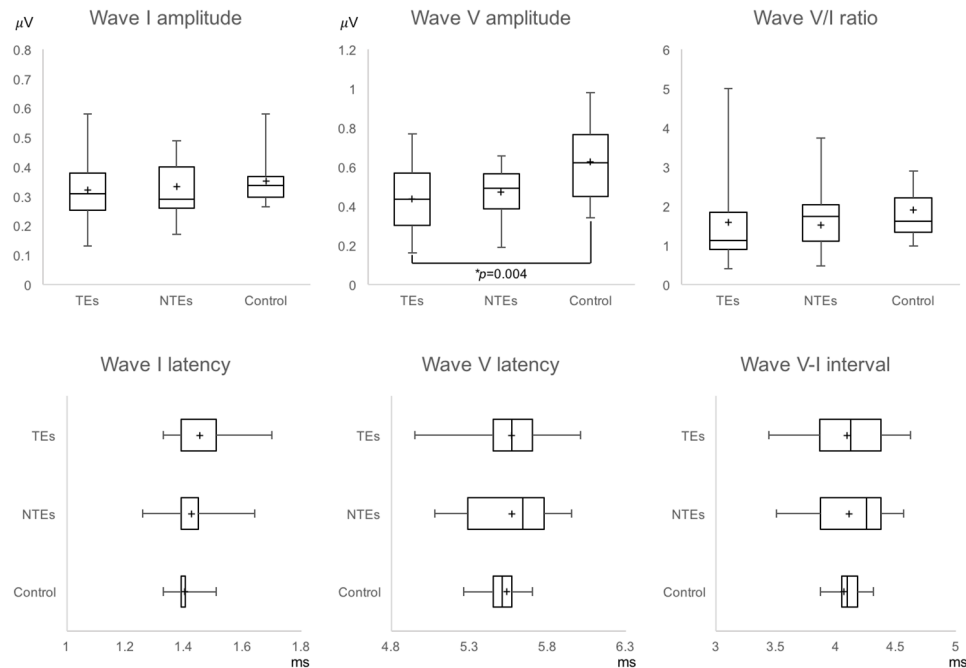 Wave I amplitude
μV
0.8
0.7
0.6
0.5
0.4
0.3
0.2
0.1
0
TEs NTEs Control
Wave V amplitude
μV
1.2
1
0.8
0.6
0.4
0.2
0
*p=0.004
TEs NTEs Control
Wave V/I ratio
6
5
4
3
2
1
0
TEs NTEs Control
Wave I latency
TEs
NTEs
Control
1 1.2 1.4 1.6 1.8
ms
Wave V latency
TEs
NTEs
Control
4.8 5.3 5.8 6.3
ms
Wave V-I interval
TEs
NTEs
Control
3 3.5 4 4.5 5
ms